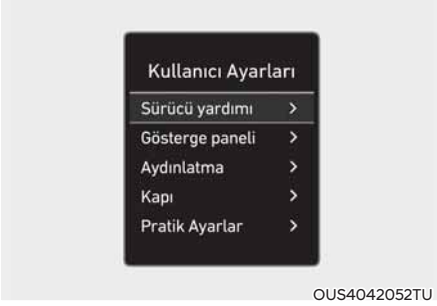 Kullanıcı Ayarları
Sürücü yardımı >
Gösterge paneli >
Aydınlatma >
Kapı >
Pratik Ayarlar >
OUS4042052TU